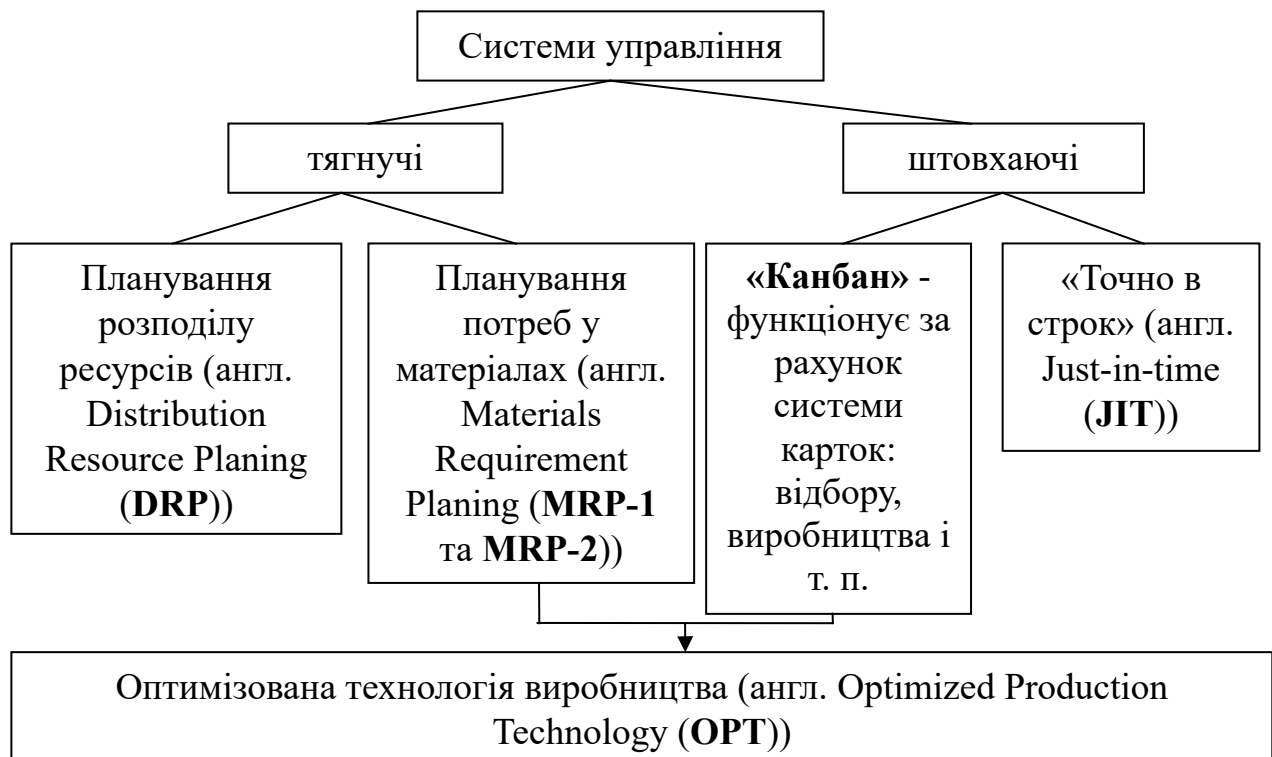 Системи управління
тягнучі
штовхаючі
Планування
розподілу
ресурсів (англ.
Distribution
Resource Planing
(DRP))
Планування
потреб у
матеріалах (англ.
Materials
Requirement
Planing (MRP-1
та MRP-2))
«Канбан» -
функціонує за
рахунок
системи
карток:
відбору,
виробництва і
т. п.
«Точно в
строк» (англ.
Just-in-time
(JIT))
Оптимізована технологія виробництва (англ. Optimized Production
Technology (OPT))